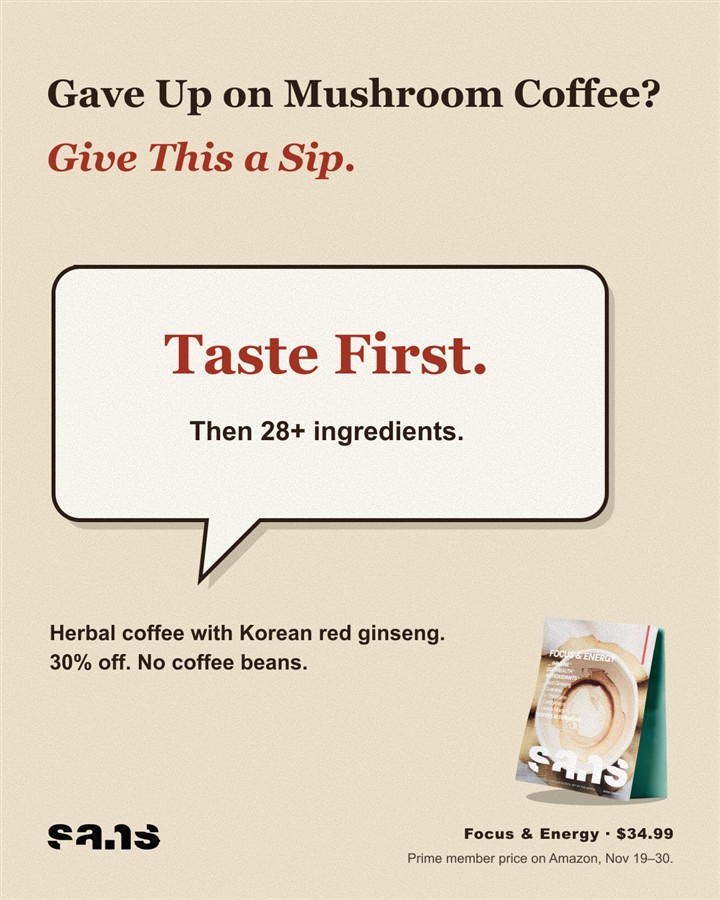 Gave Up on Mushroom Coffee?
Give This a Sip.
Taste First.
Then 28+ ingredients.
Herbal coffee with Korean red ginseng.
30% off. No coffee beans.
FOCUS & ENERGY
sans
sans
Focus & Energy · $34.99
Prime member price on Amazon, Nov 19–30.